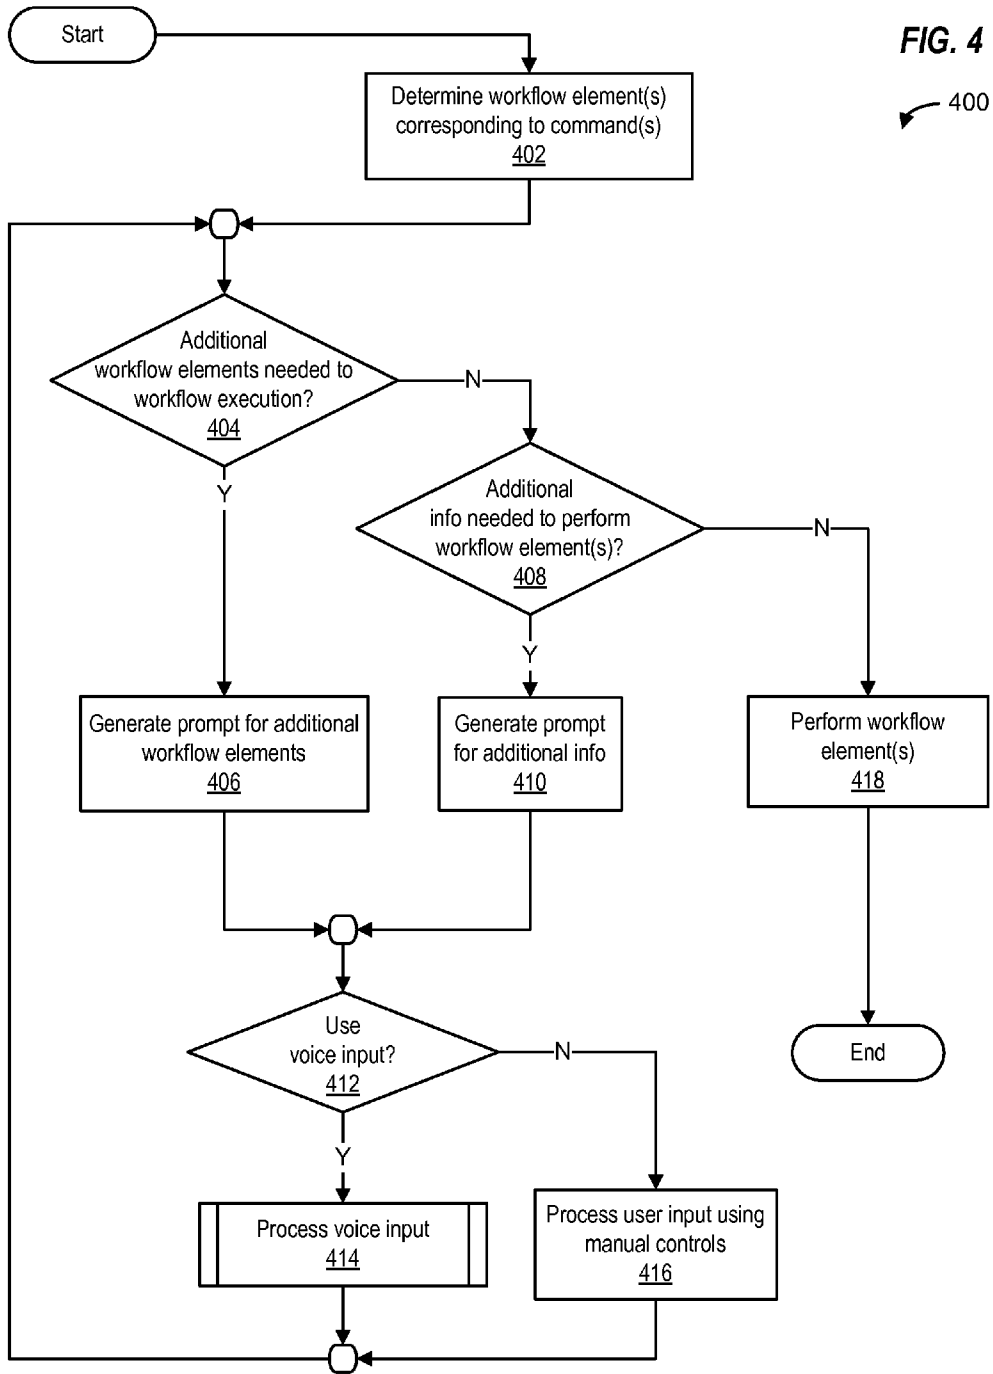 Start
FIG. 4
400
Determine workflow element(s)
corresponding to command(s)
402
Additional
workflow elements needed to
workflow execution?
404
N
Y
Additional
info needed to perform
workflow element(s)?
408
N
Y
Generate prompt for additional
workflow elements
406
Generate prompt
for additional info
410
Perform workflow
element(s)
418
Use
voice input?
412
N
Y
End
Process voice input
414
Process user input using
manual controls
416